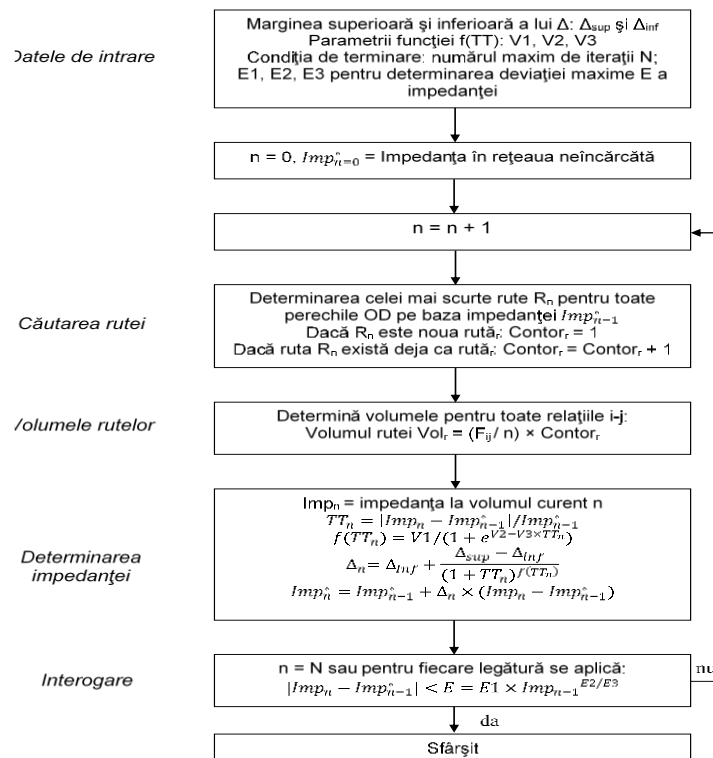 Datele de intrare
Marginea superioară şi inferioară a lui Δ: Δsup şi Δinf
Parametrii funcţiei f(TT): V1, V2, V3
Condiţia de terminare: numărul maxim de iteraţii N;
E1, E2, E3 pentru determinarea deviaţiei maxime E a
impedanţei
n = 0, Imp*n=0 = Impedanţa în reţeaua neîncărcată
n = n + 1
Căutarea rutei
Determinarea celei mai scurte rute Rn pentru toate
perechile OD pe baza impedanţei Imp*n−1
Dacă Rn este noua rutăr: Contorr = 1
Dacă ruta Rn există deja ca rutăr: Contorr = Contorr + 1
Volumele rutelor
Determină volumele pentru toate relaţiile i-j:
Volumul rutei Volr = (Fij/ n) × Contorr
Determinarea
impedanţei
Impn = impedanţa la volumul curent n
TTn = |Impn − Imp*n−1|/Imp*n−1
f(TTn) = V1/(1 + e^(V2−V3×TTn))
Δn = ΔInf + (Δsup − ΔInf)/(1 + TTn)^f(TTn)
Imp*n = Imp*n−1 + Δn × (Impn − Imp*n−1)
Interogare
n = N sau pentru fiecare legătură se aplică:
|Impn − Imp*n−1| < E = E1 × Impn−1^E2/E3
nu
da
Sfârşit